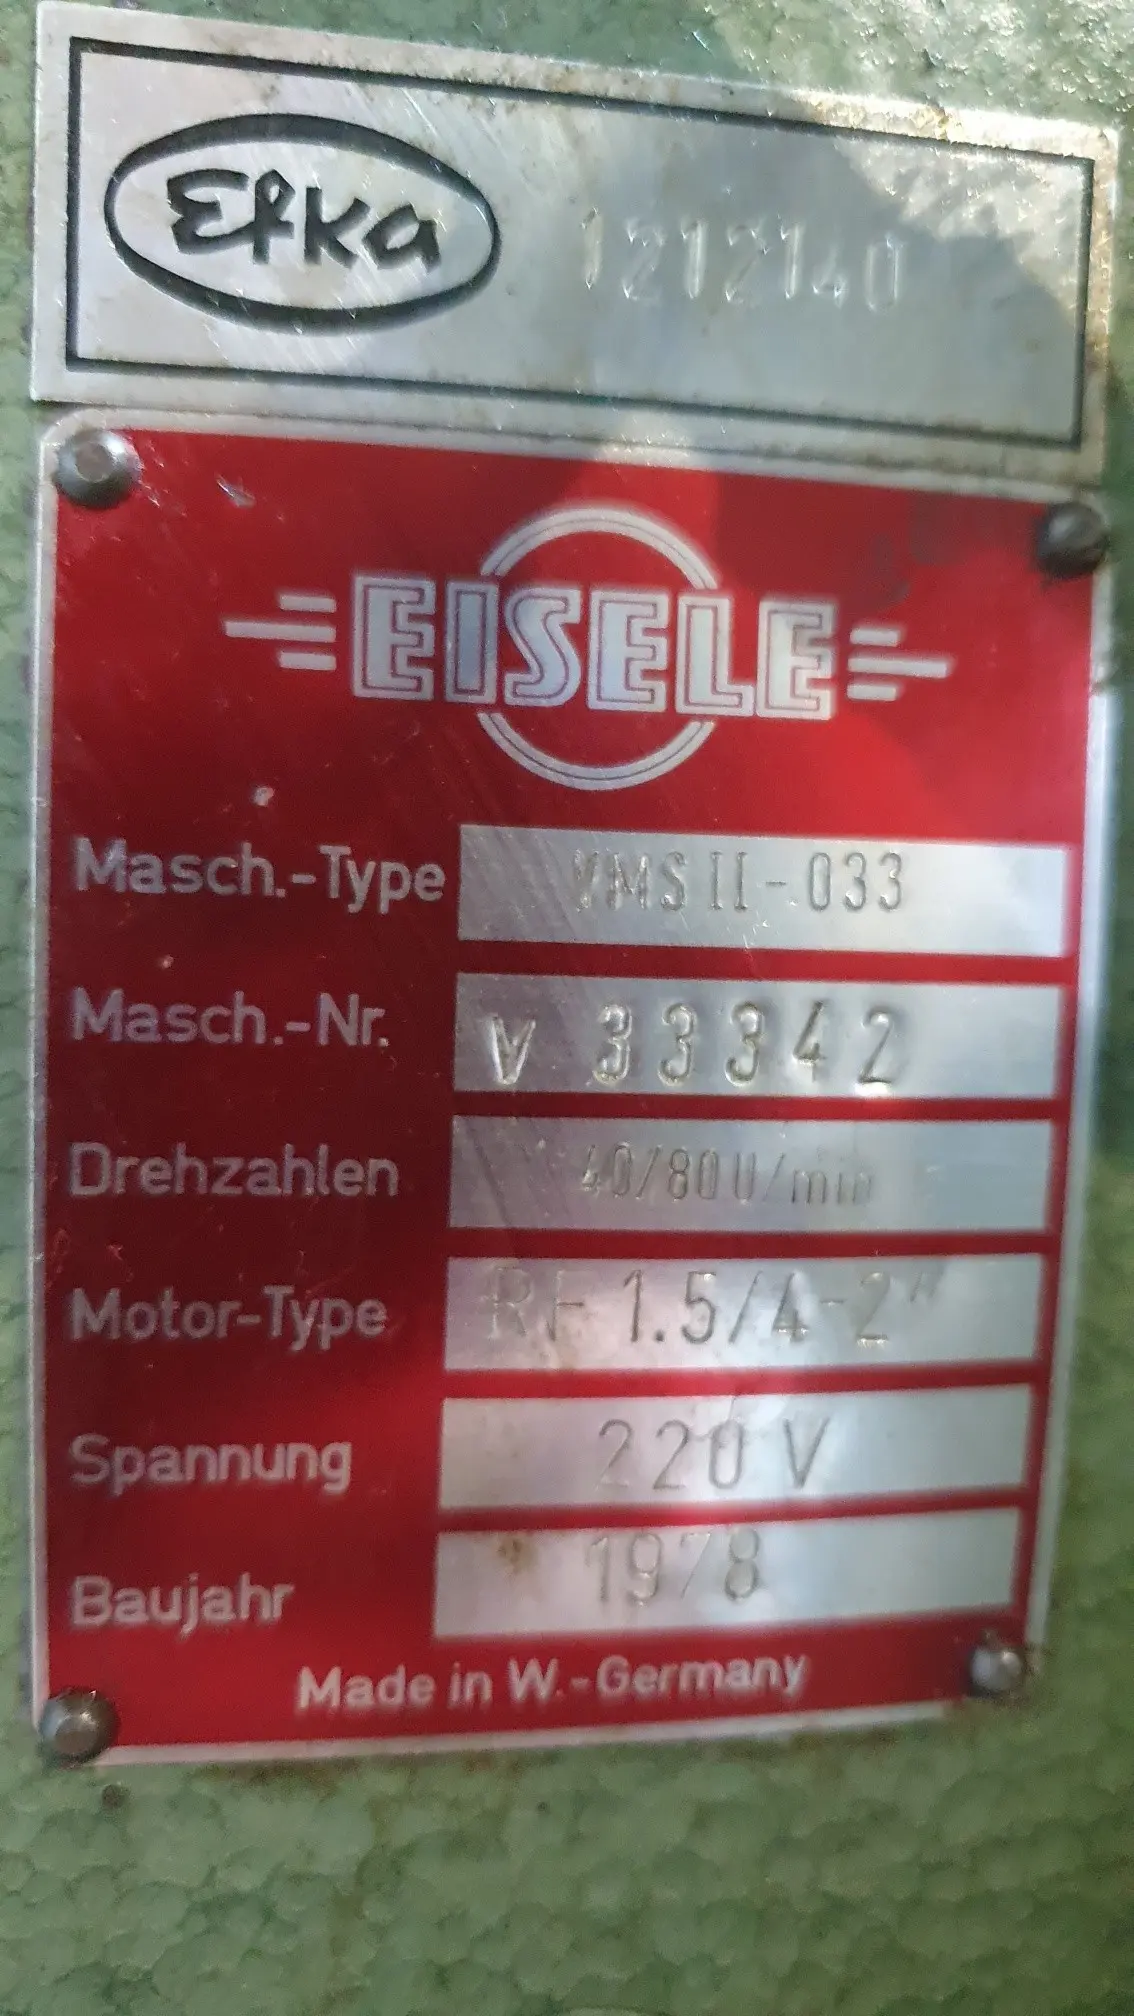 Efka 1212140
EISELE
Masch.-Type VMS II-033
Masch.-Nr. V 33342
Drehzahlen 40/80 U/min
Motor-Type RF 1.5/4-2"
Spannung 220 V
Baujahr 1978
Made in W.-Germany